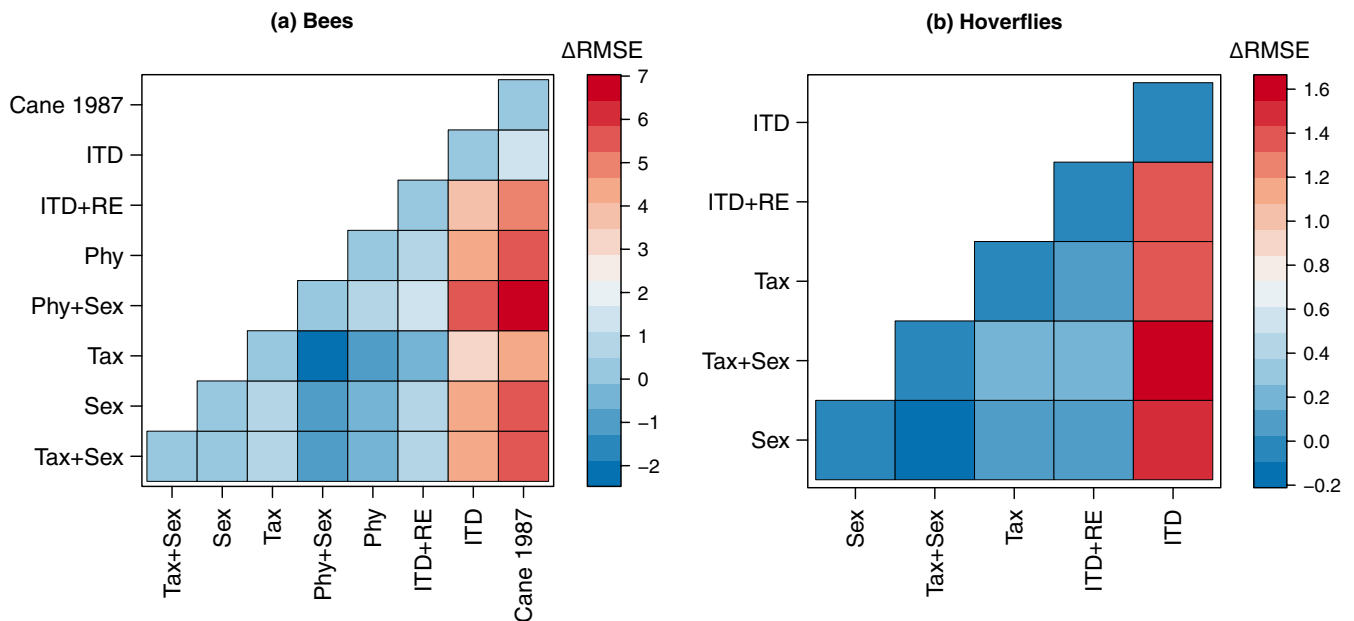 (a) Bees
ΔRMSE
Cane 1987
ITD
ITD+RE
Phy
Phy+Sex
Tax
Sex
Tax+Sex
Tax+Sex
Sex
Tax
Phy+Sex
Phy
ITD+RE
ITD
Cane 1987
7
6
5
4
3
2
1
0
−1
−2
(b) Hoverflies
ΔRMSE
ITD
ITD+RE
Tax
Tax+Sex
Sex
Sex
Tax+Sex
Tax
ITD+RE
ITD
1.6
1.4
1.2
1.0
0.8
0.6
0.4
0.2
0.0
−0.2